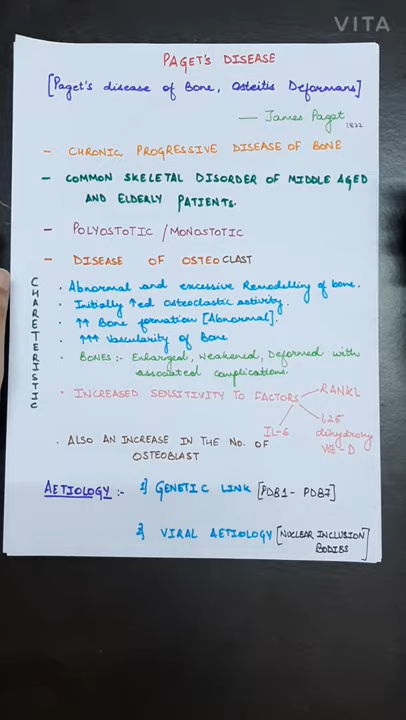 VITA
PAGET'S DISEASE
[Paget's disease of Bone, Osteitis Deformans]
— James Paget
1822
- CHRONIC, PROGRESSIVE DISEASE OF BONE
- COMMON SKELETAL DISORDER OF MIDDLE AGED
AND ELDERLY PATIENTS.
- POLYOSTOTIC / MONOSTOTIC
- DISEASE OF OSTEOCLAST
CHARETERISTIC
· Abnormal and excessive Remodelling of bone.
· Initially ↑ed osteoclastic activity.
· ↑↑ Bone formation [Abnormal].
· ↑↑↑ Vascularity of Bone
· BONES :- Enlarged, Weakened, Deformed with
associated complications.
· INCREASED SENSITIVITY TO FACTORS
RANKL
IL-6
1,25
dihydroxy
Vit-D
· ALSO AN INCREASE IN THE NO. OF
OSTEOBLAST
AETIOLOGY :- 1) GENETIC LINK [PDB1 - PDB7]
2) VIRAL AETIOLOGY [NUCLEAR INCLUSION
BODIES]